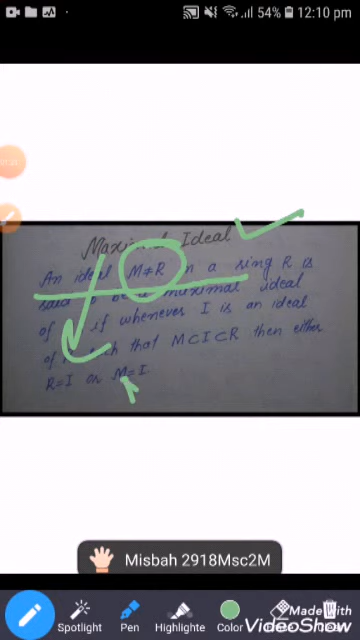 54% 12:10 pm
Maximal Ideal
An ideal M≠R in a ring R is
said to be a maximal ideal
of if whenever I is an ideal
of such that M⊂I⊂R then either
R=I or M=I.
Misbah 2918Msc2M
Spotlight Pen Highlighte Color
Made with
VideoShow